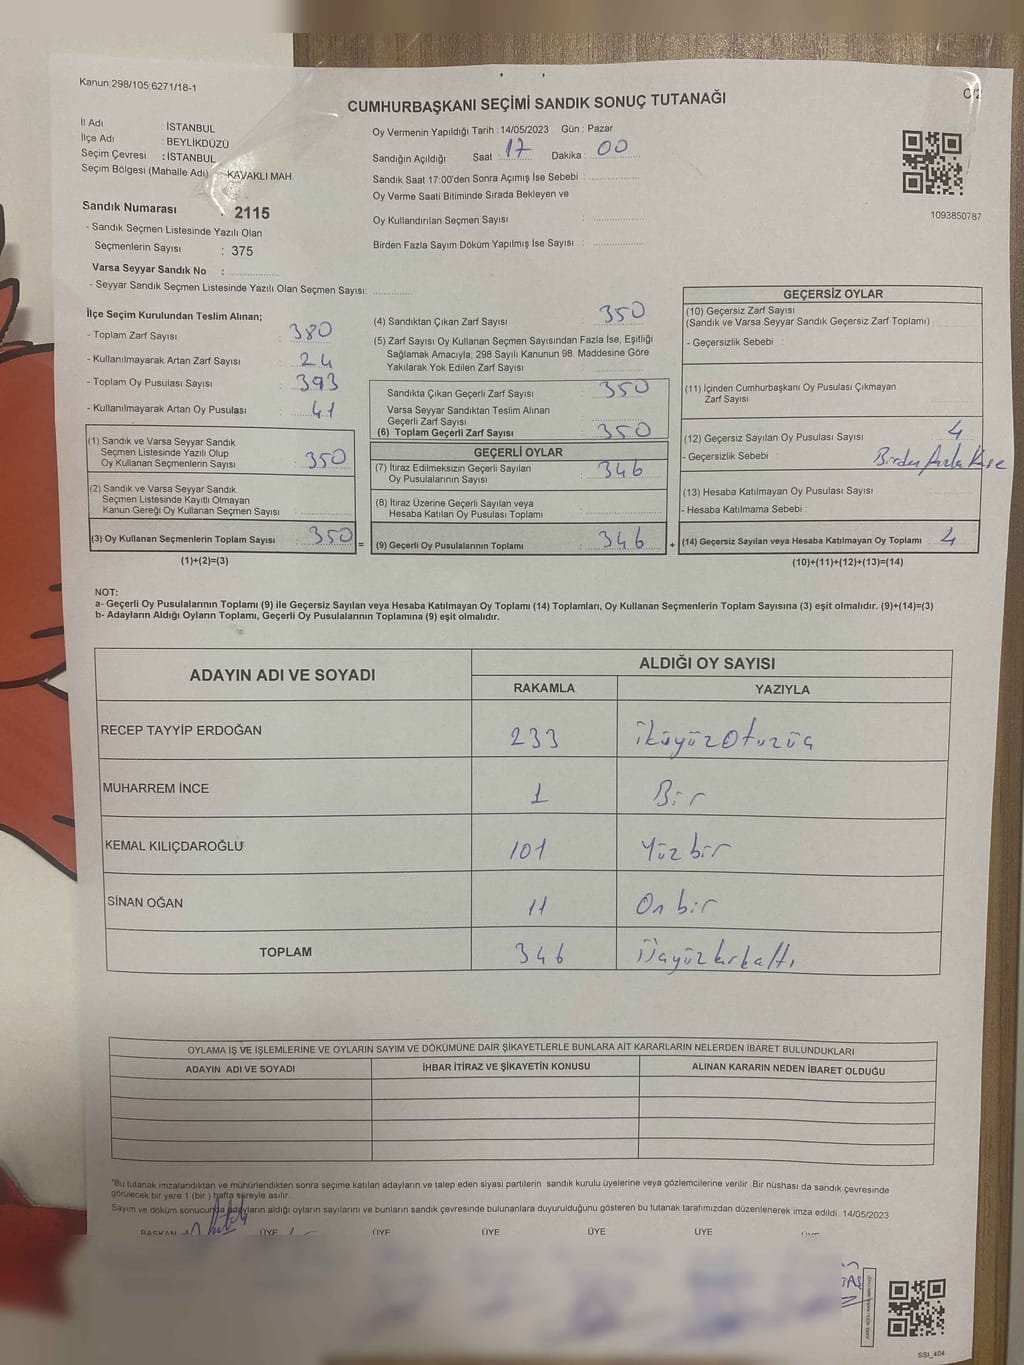 Kanun:298/105,6271/18-1
CUMHURBAŞKANI SEÇİMİ SANDIK SONUÇ TUTANAĞI
İl Adı İSTANBUL
İlçe Adı : BEYLİKDÜZÜ
Seçim Çevresi : İSTANBUL
Seçim Bölgesi (Mahalle Adı) KAVAKLI MAH.
Sandık Numarası : 2115
- Sandık Seçmen Listesinde Yazılı Olan
Seçmenlerin Sayısı : 375
Varsa Seyyar Sandık No :
- Seyyar Sandık Seçmen Listesinde Yazılı Olan Seçmen Sayısı:
Oy Vermenin Yapıldığı Tarih : 14/05/2023 Gün : Pazar
Sandığın Açıldığı Saat : 17 Dakika : 00
Sandık Saat 17:00'den Sonra Açımış İse Sebebi :
Oy Verme Saati Bitiminde Sırada Bekleyen ve
Oy Kullandırılan Seçmen Sayısı :
Birden Fazla Sayım Döküm Yapılmış İse Sayısı :
1093850787
İlçe Seçim Kurulundan Teslim Alınan;
- Toplam Zarf Sayısı : 380
- Kullanılmayarak Artan Zarf Sayısı : 24
- Toplam Oy Pusulası Sayısı : 393
- Kullanılmayarak Artan Oy Pusulası : 41
(1) Sandık ve Varsa Seyyar Sandık
Seçmen Listesinde Yazılı Olup
Oy Kullanan Seçmenlerin Sayısı : 350
(2) Sandık ve Varsa Seyyar Sandık
Seçmen Listesinde Kayıtlı Olmayan
Kanun Gereği Oy Kullanan Seçmen Sayısı :
(3) Oy Kullanan Seçmenlerin Toplam Sayısı : 350 =
(1)+(2)=(3)
(4) Sandıktan Çıkan Zarf Sayısı : 350
(5) Zarf Sayısı Oy Kullanan Seçmen Sayısından Fazla İse, Eşitliği
Sağlamak Amacıyla; 298 Sayılı Kanunun 98. Maddesine Göre
Yakılarak Yok Edilen Zarf Sayısı :
Sandıkta Çıkan Geçerli Zarf Sayısı : 350
Varsa Seyyar Sandıktan Teslim Alınan
Geçerli Zarf Sayısı :
(6) Toplam Geçerli Zarf Sayısı : 350
GEÇERLİ OYLAR
(7) İtiraz Edilmeksizin Geçerli Sayılan
Oy Pusulalarının Sayısı : 346
(8) İtiraz Üzerine Geçerli Sayılan veya
Hesaba Katılan Oy Pusulası Toplamı :
(9) Geçerli Oy Pusulalarının Toplamı : 346 +
GEÇERSİZ OYLAR
(10) Geçersiz Zarf Sayısı :
(Sandık ve Varsa Seyyar Sandık Geçersiz Zarf Toplamı)
- Geçersizlik Sebebi :
(11) İçinden Cumhurbaşkanı Oy Pusulası Çıkmayan
Zarf Sayısı :
(12) Geçersiz Sayılan Oy Pusulası Sayısı : 4
- Geçersizlik Sebebi : Birden fazla
(13) Hesaba Katılmayan Oy Pusulası Sayısı :
- Hesaba Katılmama Sebebi :
(14) Geçersiz Sayılan veya Hesaba Katılmayan Oy Toplamı : 4
(10)+(11)+(12)+(13)=(14)
NOT:
a- Geçerli Oy Pusulalarının Toplamı (9) ile Geçersiz Sayılan veya Hesaba Katılmayan Oy Toplamı (14) Toplamları, Oy Kullanan Seçmenlerin Toplam Sayısına (3) eşit olmalıdır. (9)+(14)=(3)
b- Adayların Aldığı Oyların Toplamı, Geçerli Oy Pusulalarının Toplamına (9) eşit olmalıdır.
ADAYIN ADI VE SOYADI
ALDIĞI OY SAYISI
RAKAMLA YAZIYLA
RECEP TAYYİP ERDOĞAN 233 ikiyüzotuzüç
MUHARREM İNCE 1 Bir
KEMAL KILIÇDAROĞLU 101 Yüz bir
SİNAN OĞAN 11 On bir
TOPLAM 346 Üçyüzkırkaltı
OYLAMA İŞ VE İŞLEMLERİNE VE OYLARIN SAYIM VE DÖKÜMÜNE DAİR ŞİKAYETLERLE BUNLARA AİT KARARLARIN NELERDEN İBARET BULUNDUKLARI
ADAYIN ADI VE SOYADI İHBAR İTİRAZ VE ŞİKAYETİN KONUSU ALINAN KARARIN NEDEN İBARET OLDUĞU
"Bu tutanak imzalandıktan ve mühürlendikten sonra seçime katılan adayların ve talep eden siyasi partilerin sandık kurulu üyelerine veya gözlemcilerine verilir. Bir nüshası da sandık çevresinde
görülecek bir yere 1 (bir ) hafta süreyle asılır.
Sayım ve döküm sonucunda adayların aldığı oyların sayılarını ve bunların sandık çevresinde bulunanlara duyurulduğunu gösteren bu tutanak tarafımızdan düzenlenerek imza edildi. 14/05/2023
BAŞKAN ÜYE ÜYE ÜYE ÜYE ÜYE
SSI_404